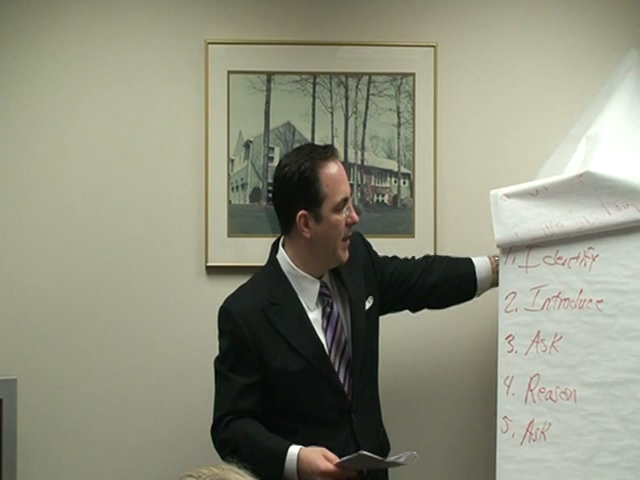 1. Identify
2. Introduce
3. Ask
4. Reason
5. Ask